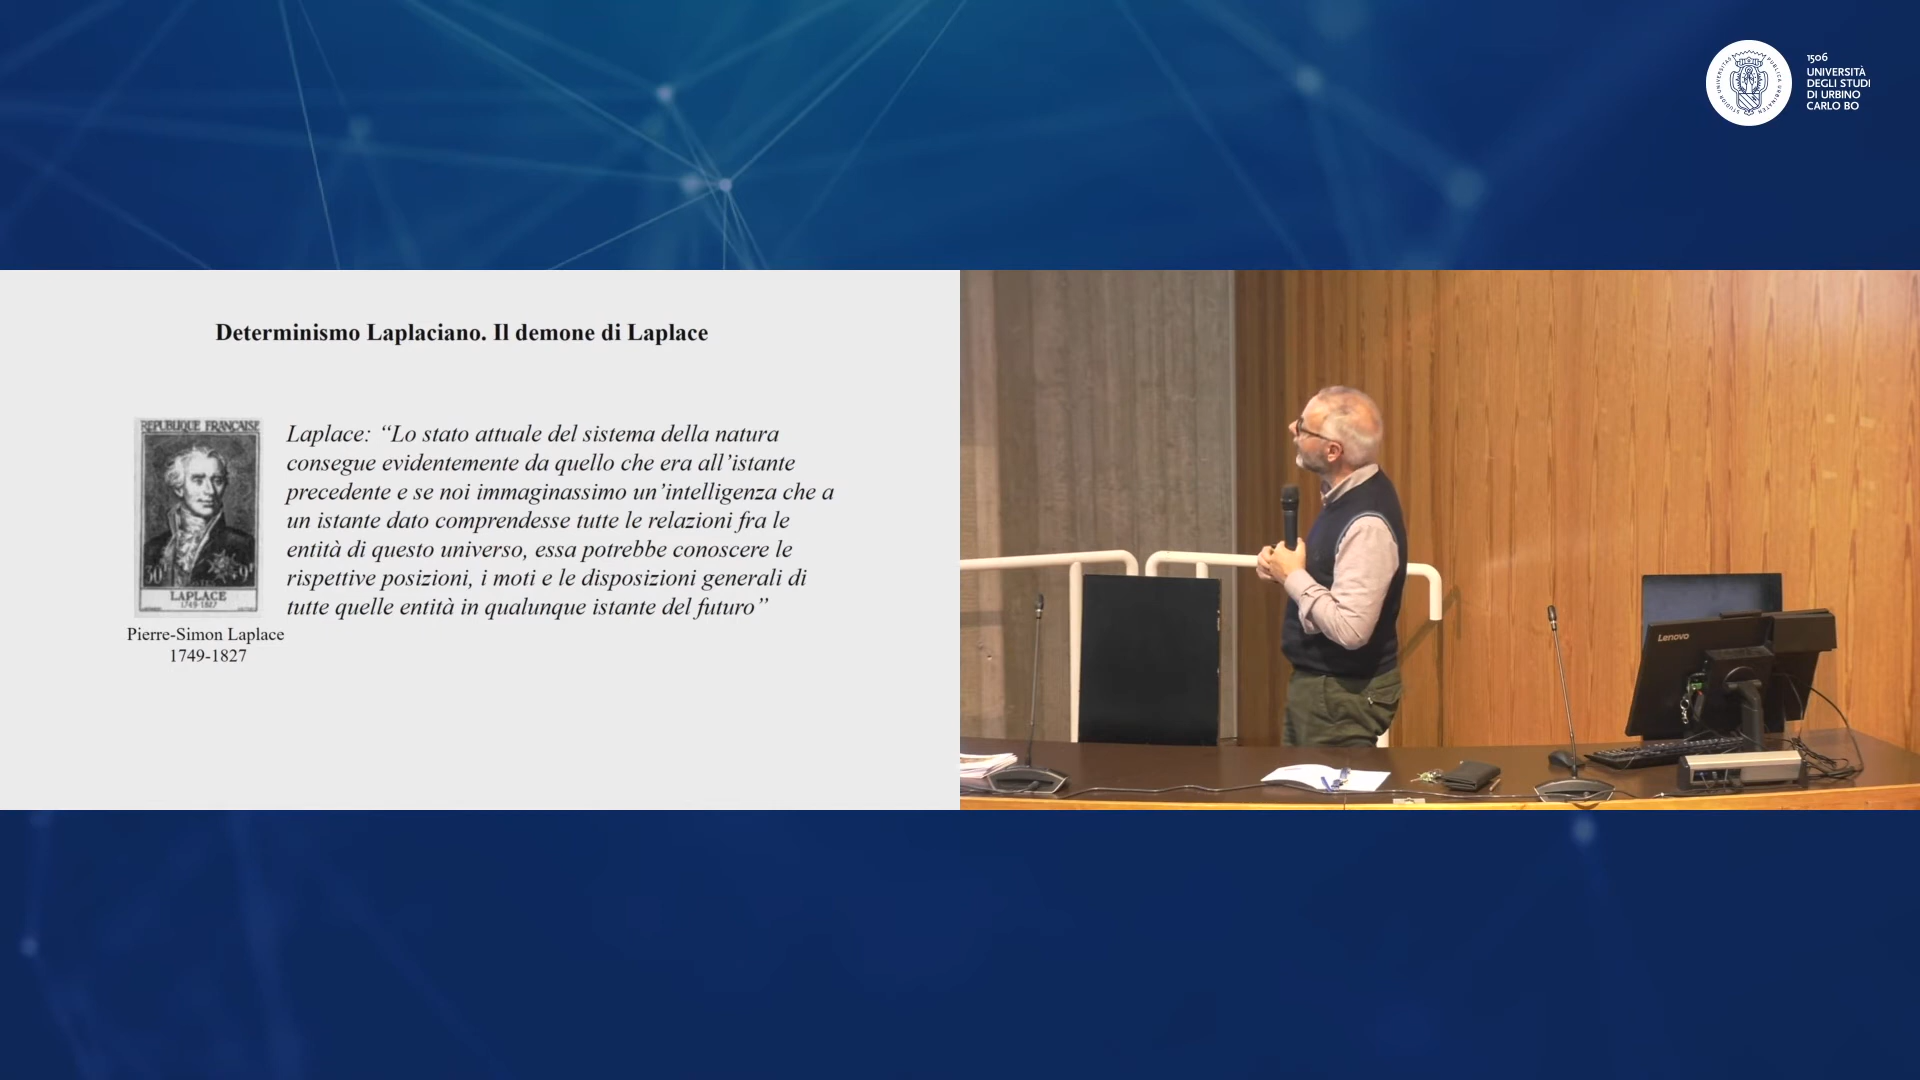 1506
UNIVERSITÀ
DEGLI STUDI
DI URBINO
CARLO BO
Determinismo Laplaciano. Il demone di Laplace
REPUBLIQUE FRANÇAISE
LAPLACE
1749-1827
Laplace: “Lo stato attuale del sistema della natura
consegue evidentemente da quello che era all’istante
precedente e se noi immaginassimo un’intelligenza che a
un istante dato comprendesse tutte le relazioni fra le
entità di questo universo, essa potrebbe conoscere le
rispettive posizioni, i moti e le disposizioni generali di
tutte quelle entità in qualunque istante del futuro”
Pierre-Simon Laplace
1749-1827
Lenovo